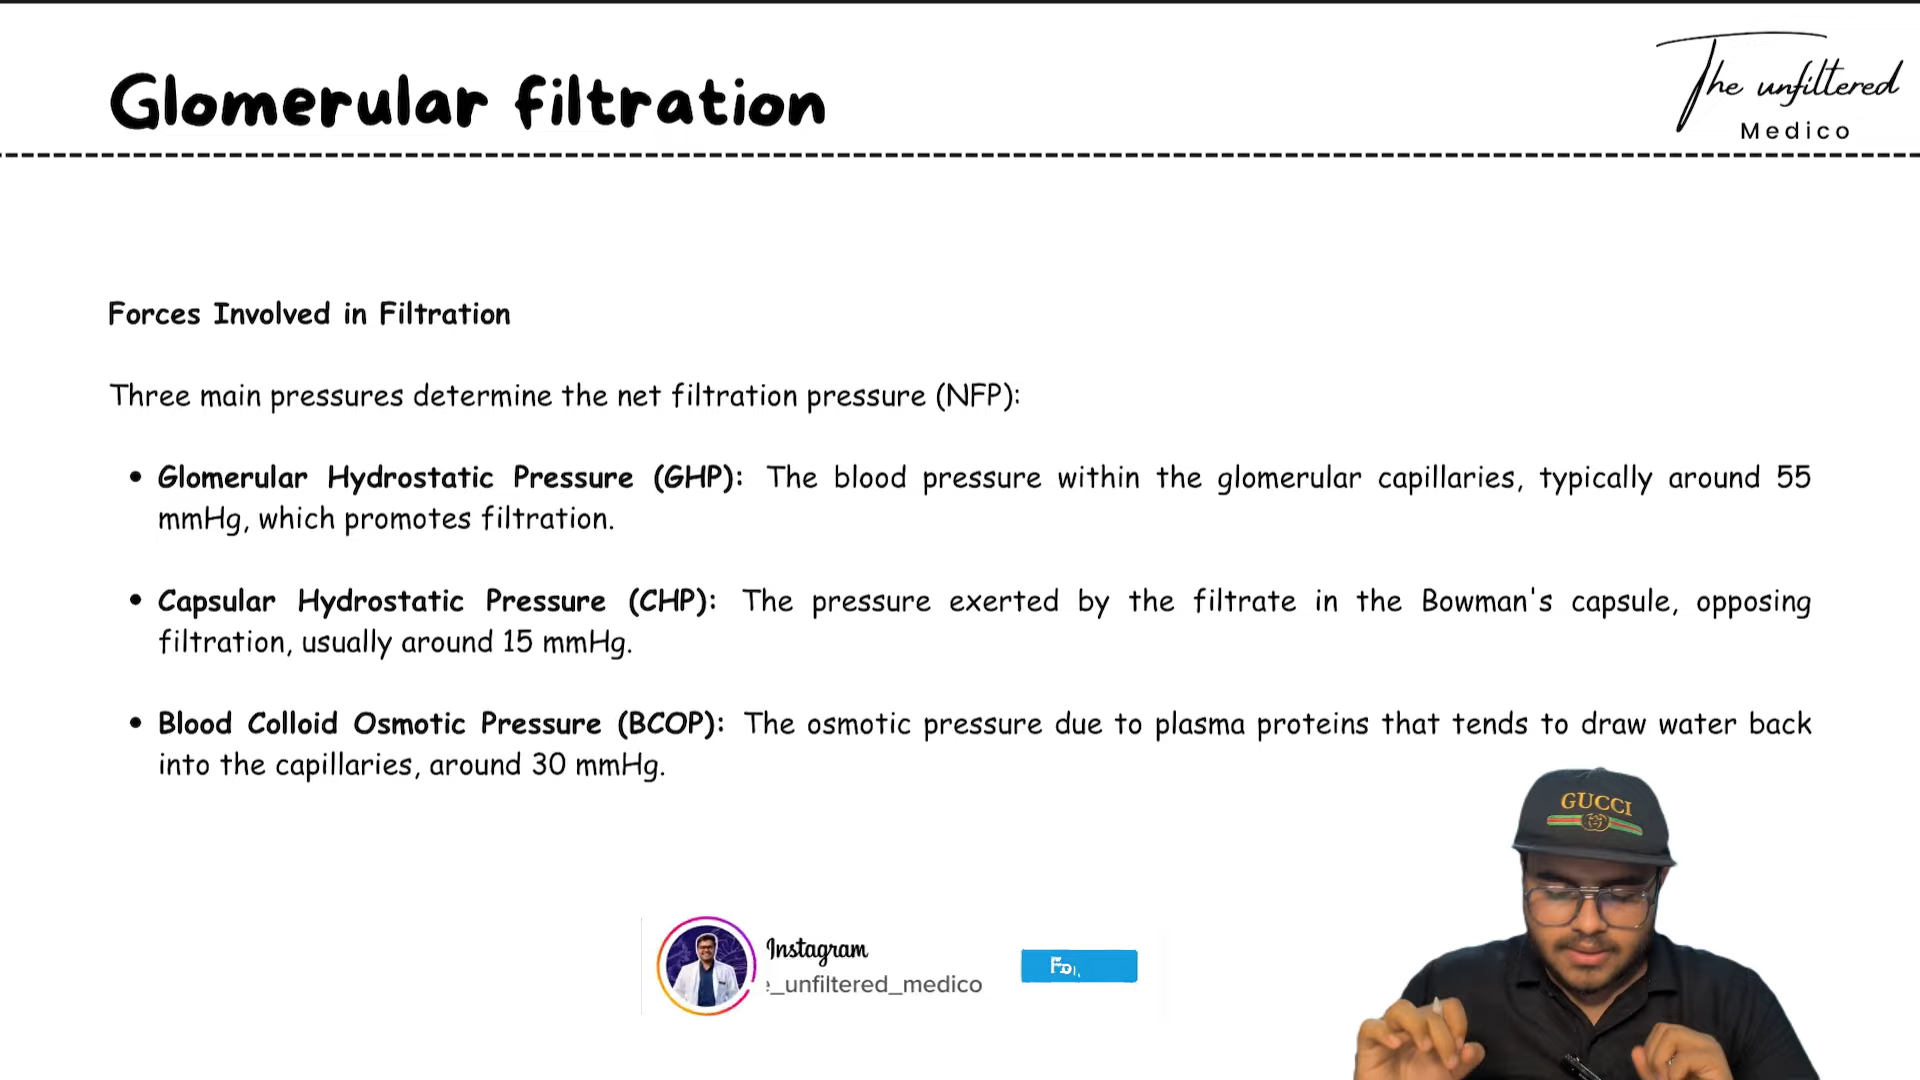 Glomerular filtration
The unfiltered
Medico
Forces Involved in Filtration
Three main pressures determine the net filtration pressure (NFP):
• Glomerular Hydrostatic Pressure (GHP): The blood pressure within the glomerular capillaries, typically around 55
mmHg, which promotes filtration.
• Capsular Hydrostatic Pressure (CHP): The pressure exerted by the filtrate in the Bowman's capsule, opposing
filtration, usually around 15 mmHg.
• Blood Colloid Osmotic Pressure (BCOP): The osmotic pressure due to plasma proteins that tends to draw water back
into the capillaries, around 30 mmHg.
GUCCI
Instagram
_unfiltered_medico